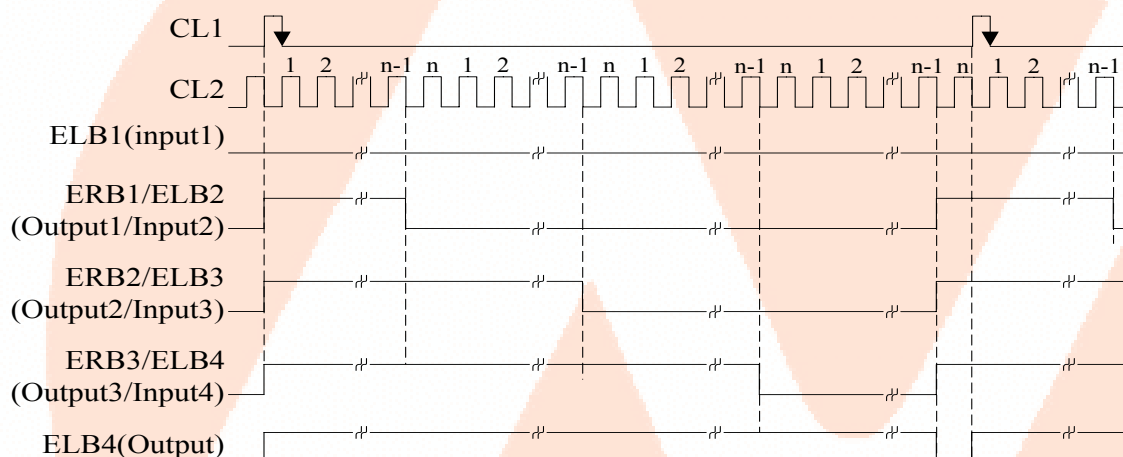 CL1
1 2 n-1 n 1 2 n-1 n 1 2 n-1 n 1 2 n-1 n 1 2 n-1
CL2
ELB1(input1)
ERB1/ELB2
(Output1/Input2)
ERB2/ELB3
(Output2/Input3)
ERB3/ELB4
(Output3/Input4)
ELB4(Output)